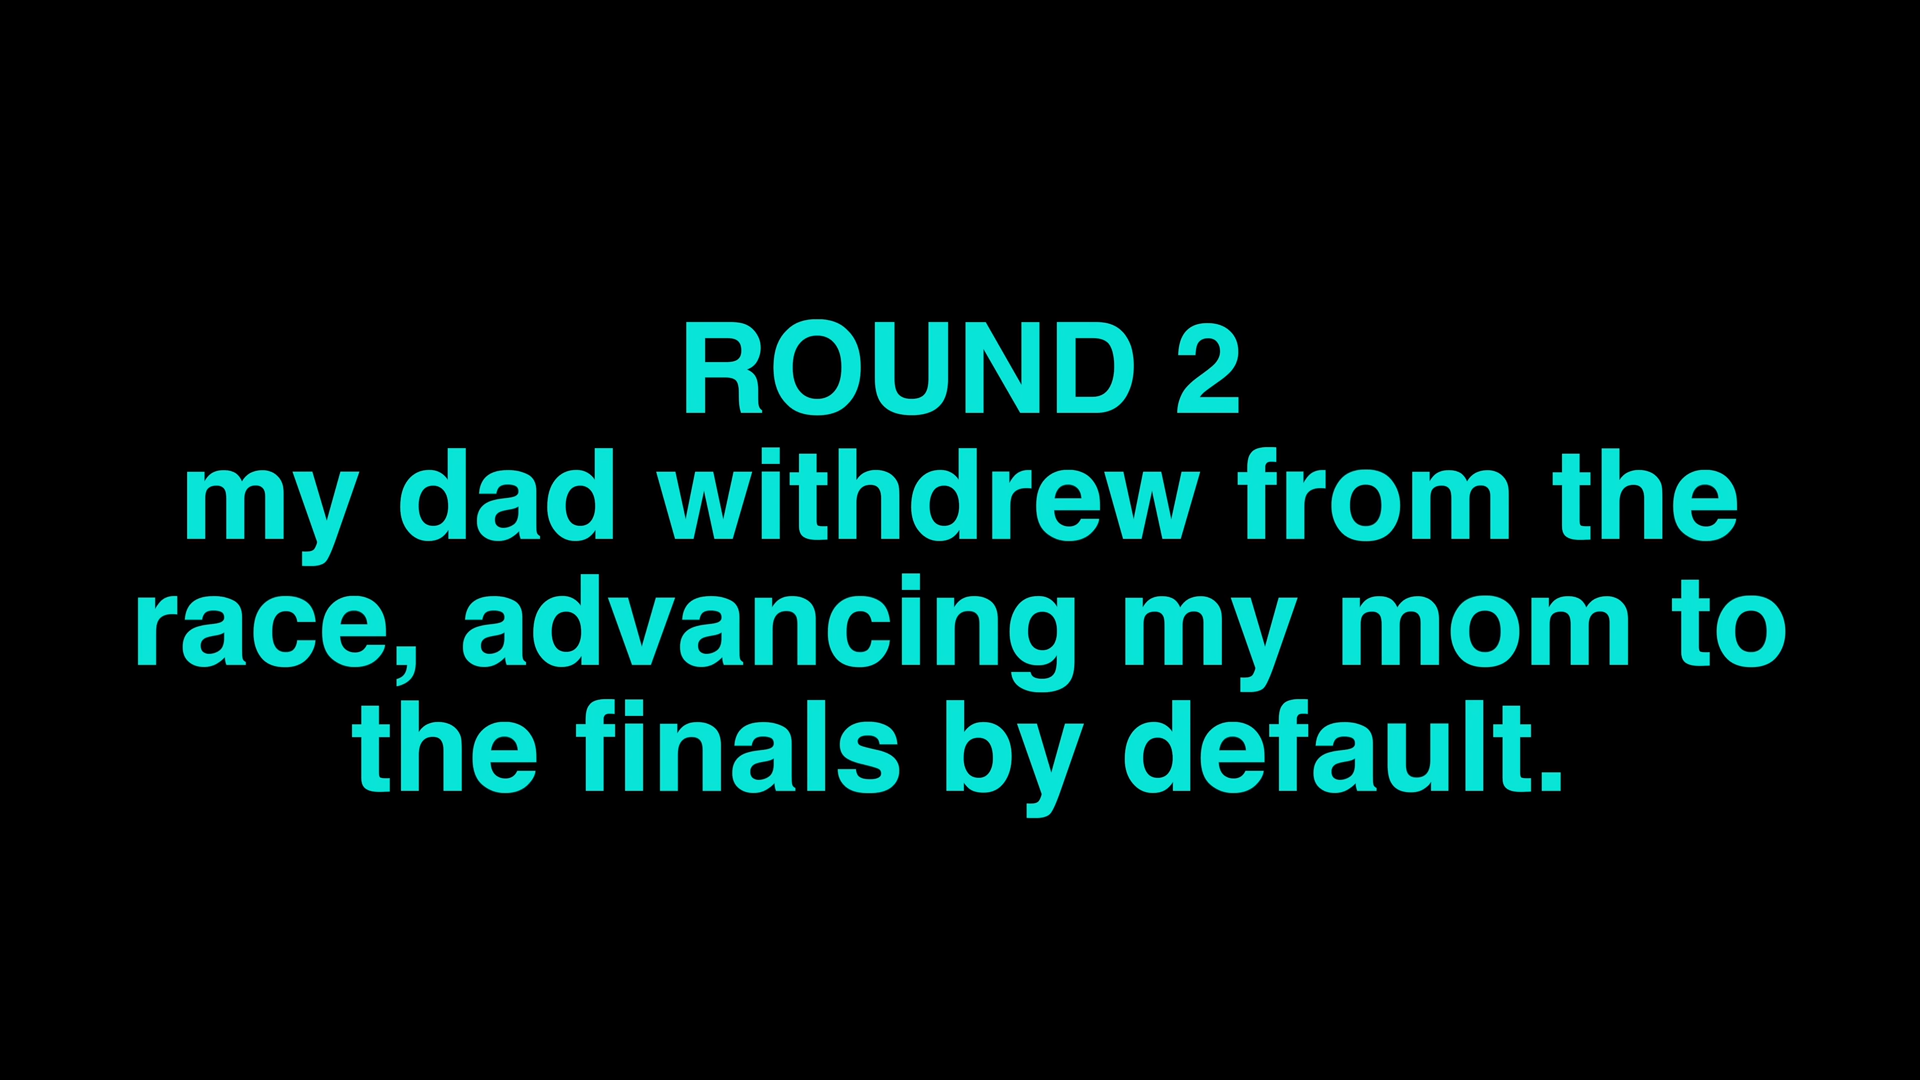 ROUND 2
my dad withdrew from the
race, advancing my mom to
the finals by default.